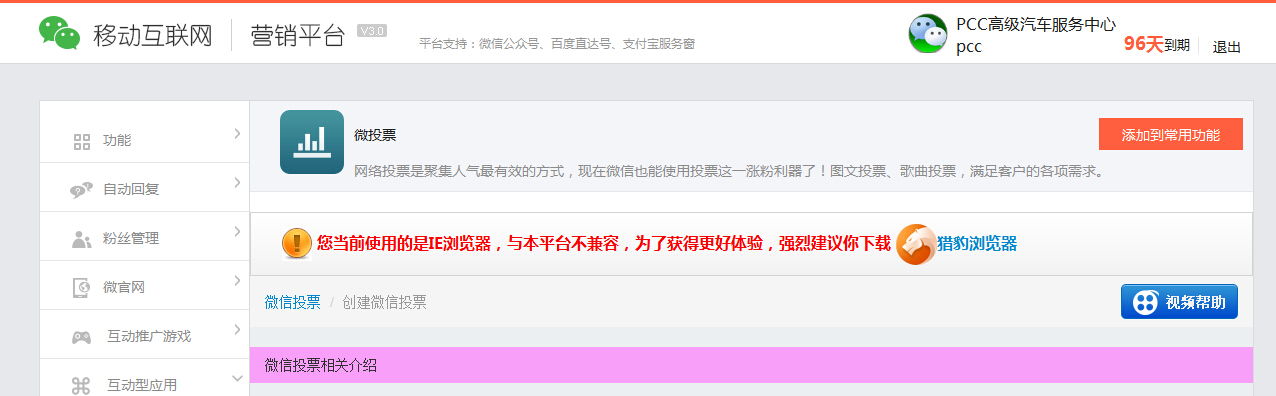 移动互联网 营销平台 V3.0
平台支持：微信公众号、百度直达号、支付宝服务窗
PCC高级汽车服务中心
pcc
96天到期
退出
功能
自动回复
粉丝管理
微官网
互动推广游戏
互动型应用
微投票
添加到常用功能
网络投票是聚集人气最有效的方式，现在微信也能使用投票这一涨粉利器了！图文投票、歌曲投票，满足客户的各项需求。
您当前使用的是IE浏览器，与本平台不兼容，为了获得更好体验，强烈建议你下载 猎豹浏览器
微信投票 / 创建微信投票
视频帮助
微信投票相关介绍